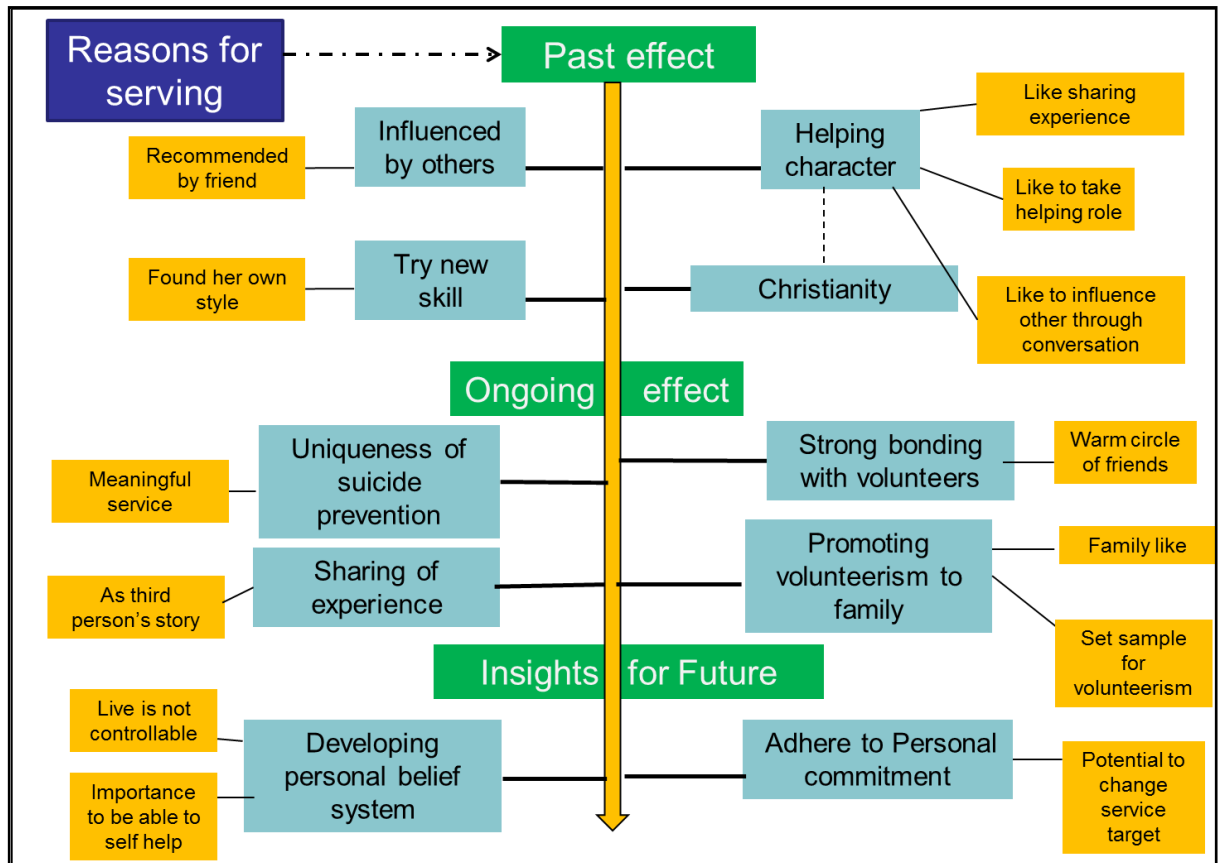 Reasons for
serving
Past effect
Influenced
by others
Recommended
by friend
Helping
character
Like sharing
experience
Like to take
helping role
Like to influence
other through
conversation
Try new
skill
Found her own
style
Christianity
Ongoing effect
Uniqueness of
suicide
prevention
Meaningful
service
Strong bonding
with volunteers
Warm circle
of friends
Sharing of
experience
As third
person’s story
Promoting
volunteerism to
family
Family like
Set sample
for
volunteerism
Insights for Future
Live is not
controllable
Developing
personal belief
system
Importance
to be able to
self help
Adhere to Personal
commitment
Potential to
change
service
target